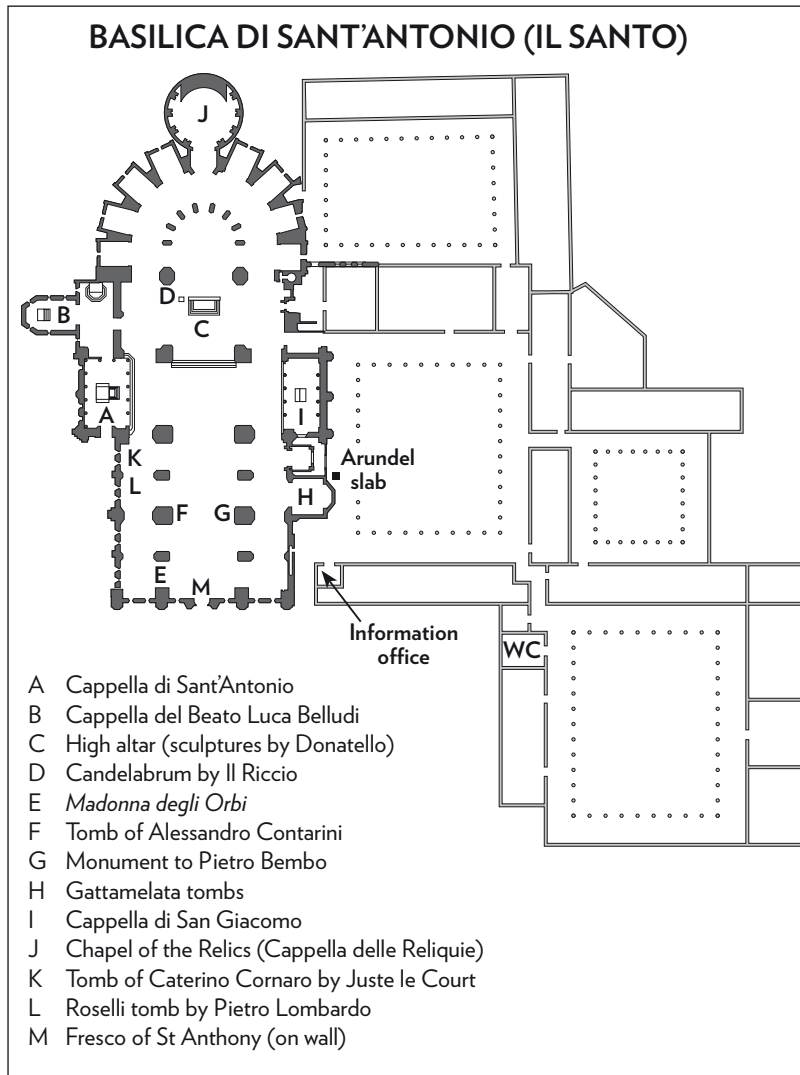 BASILICA DI SANT'ANTONIO (IL SANTO)
J
D
B
C
A
I
K
Arundel
slab
L
H
F
G
E
M
Information
office
WC
A Cappella di Sant'Antonio
B Cappella del Beato Luca Belludi
C High altar (sculptures by Donatello)
D Candelabrum by Il Riccio
E Madonna degli Orbi
F Tomb of Alessandro Contarini
G Monument to Pietro Bembo
H Gattamelata tombs
I Cappella di San Giacomo
J Chapel of the Relics (Cappella delle Reliquie)
K Tomb of Caterino Cornaro by Juste le Court
L Roselli tomb by Pietro Lombardo
M Fresco of St Anthony (on wall)